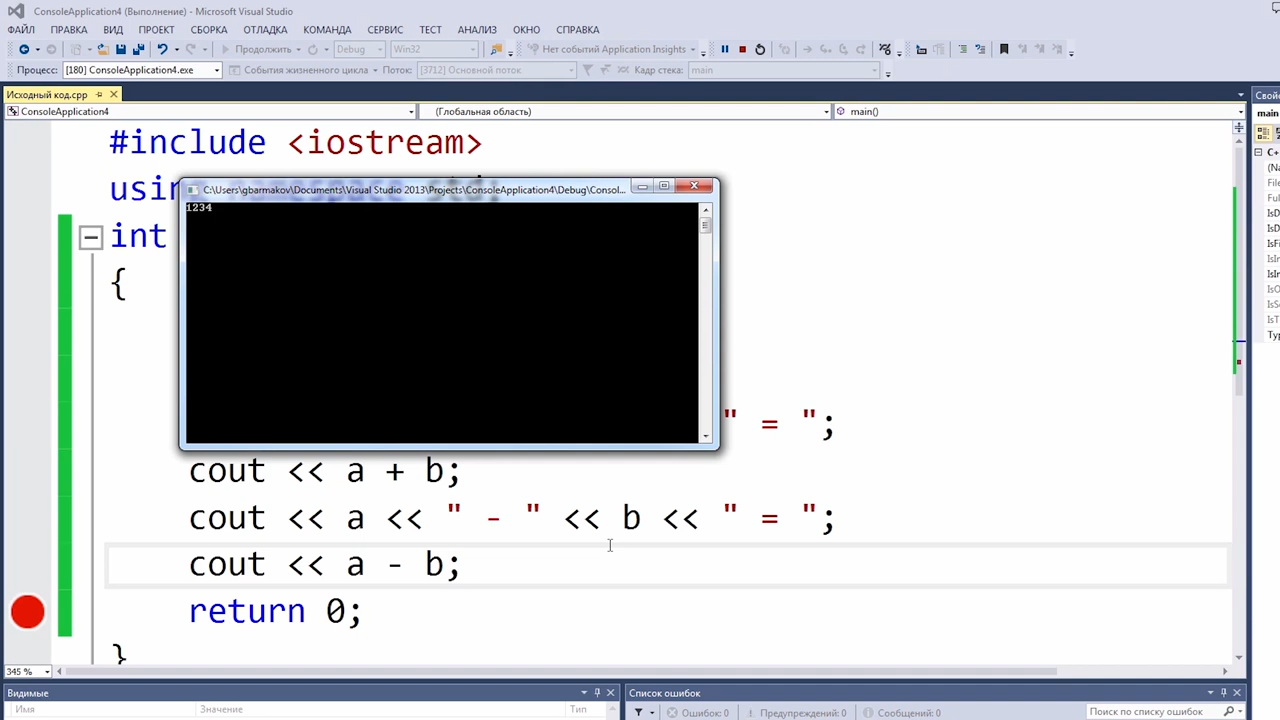 ConsoleApplication4 (Выполнение) - Microsoft Visual Studio
ФАЙЛ ПРАВКА ВИД ПРОЕКТ СБОРКА ОТЛАДКА КОМАНДА СЕРВИС ТЕСТ АНАЛИЗ ОКНО СПРАВКА
Продолжить Debug Win32 Нет событий Application Insights
Процесс: [180] ConsoleApplication4.exe События жизненного цикла Поток: [3712] Основной поток Кадр стека: main
Исходный код.cpp
ConsoleApplication4 (Глобальная область) main()
#include <iostream>
C:\Users\gbarmakov\Documents\Visual Studio 2013\Projects\ConsoleApplication4\Debug\Consol...
1234
int
{
" = ";
cout << a + b;
cout << a << " - " << b << " = ";
cout << a - b;
return 0;
}
345 %
Видимые
Имя Значение Тип
Список ошибок
Ошибок: 0 Предупреждений: 0 Сообщений: 0 Поиск по списку ошибок
main
C+